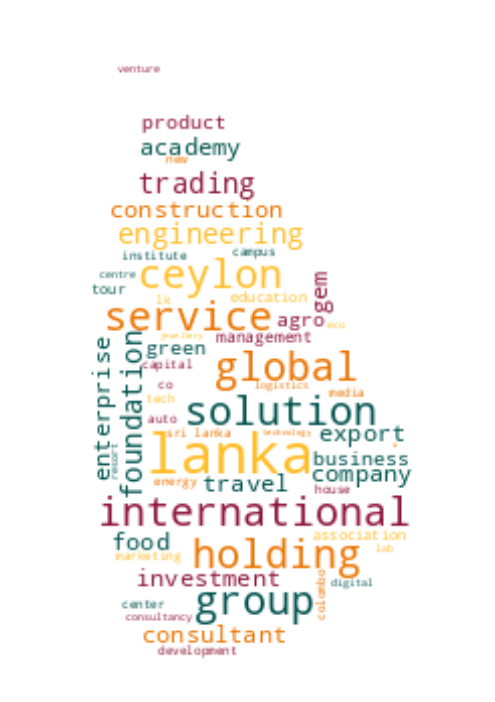 venture
product
academy
new
trading
construction
engineering
institute campus
centre ceylon
tour gem
lk education
service agro eco
jewellery management
enterprise foundation green
capital global
co logistics
tech media
auto solution
sri lanka technology export
lanka business
resort company
energy travel house
international
food association
marketing holding lab
investment digital
colombo
center group
consultancy
consultant
development